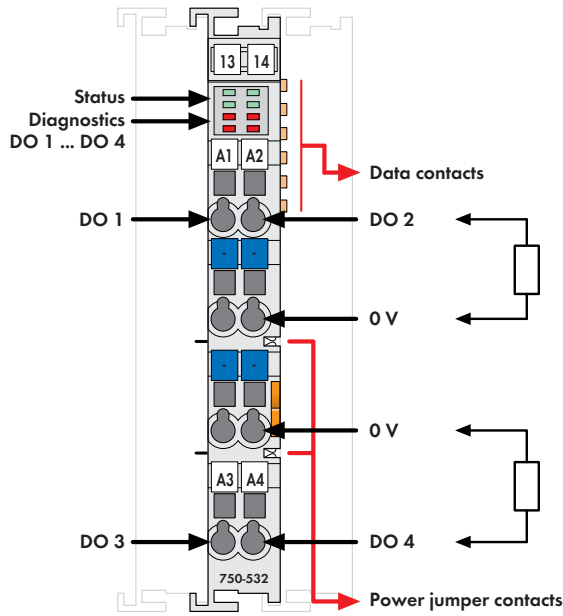 13 14
Status
Diagnostics
DO 1 ... DO 4
A1 A2
Data contacts
DO 1
DO 2
- -
0 V
- -
0 V
A3 A4
DO 3
DO 4
750-532
Power jumper contacts